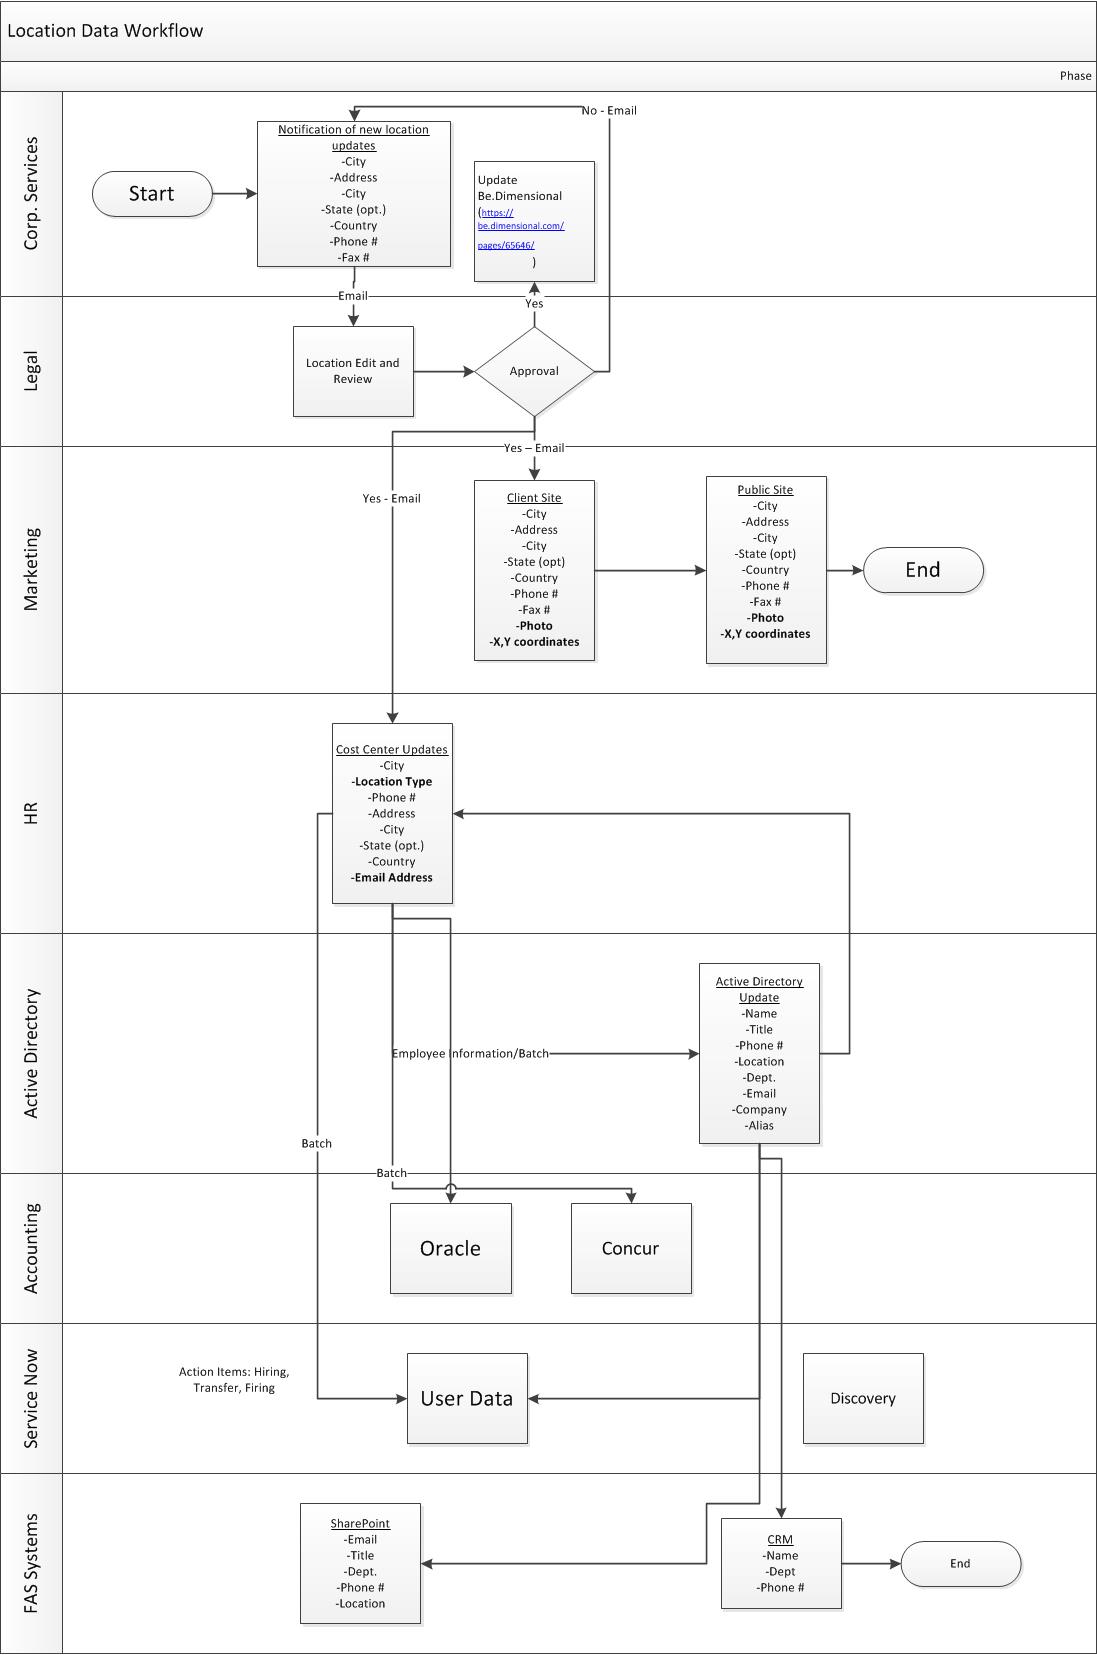 Location Data Workflow
Phase
Corp. Services
Start
Notification of new location
updates
-City
-Address
-City
-State (opt.)
-Country
-Phone #
-Fax #
No - Email
Update
Be.Dimensional
(https://
be.dimensional.com/
pages/65646/
)
Email
Yes
Legal
Location Edit and
Review
Approval
Yes – Email
Yes - Email
Marketing
Client Site
-City
-Address
-City
-State (opt)
-Country
-Phone #
-Fax #
-Photo
-X,Y coordinates
Public Site
-City
-Address
-City
-State (opt)
-Country
-Phone #
-Fax #
-Photo
-X,Y coordinates
End
HR
Cost Center Updates
-City
-Location Type
-Phone #
-Address
-City
-State (opt.)
-Country
-Email Address
Active Directory
Active Directory
Update
-Name
-Title
-Phone #
-Location
-Dept.
-Email
-Company
-Alias
Employee Information/Batch
Batch
Batch
Accounting
Oracle
Concur
Service Now
Action Items: Hiring,
Transfer, Firing
User Data
Discovery
FAS Systems
SharePoint
-Email
-Title
-Dept.
-Phone #
-Location
CRM
-Name
-Dept
-Phone #
End